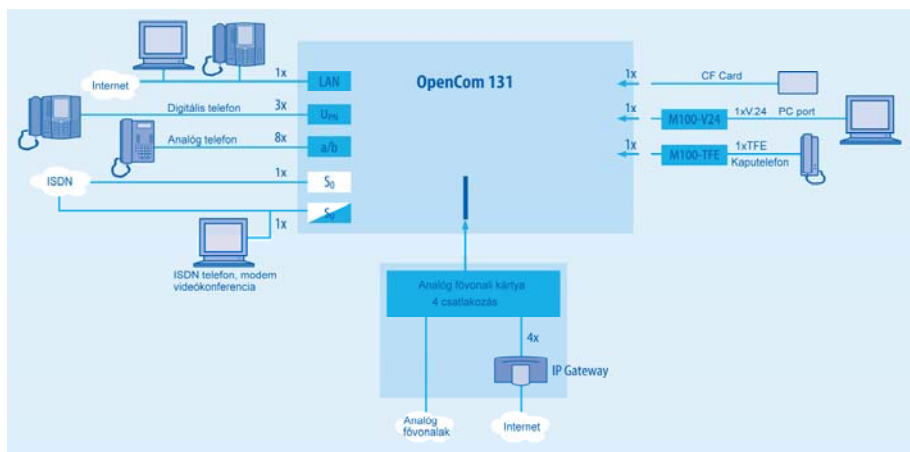 OpenCom 131
Internet
1x
LAN
Digitális telefon
3x
UPN
Analóg telefon
8x
a/b
ISDN
1x
S0
1x
S0
ISDN telefon, modem
videókonferencia
1x
CF Card
1x
M100-V24
1xV.24
PC port
1x
M100-TFE
1xTFE
Kaputelefon
Analóg fővonali kártya
4 csatlakozás
4x
IP Gateway
Analóg
fővonalak
Internet